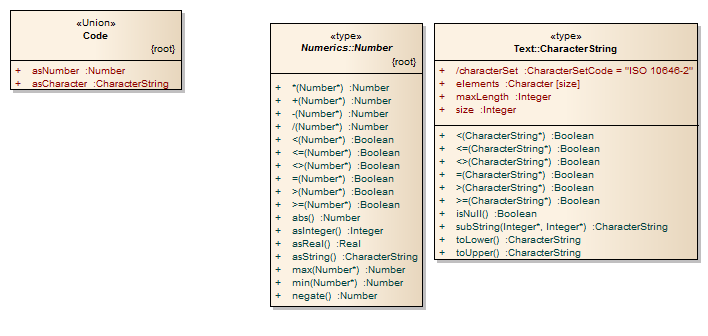 «Union»
Code
{root}
+ asNumber :Number
+ asCharacter :CharacterString
«type»
Numerics::Number
{root}
+ *(Number*) :Number
+ +(Number*) :Number
+ -(Number*) :Number
+ /(Number*) :Number
+ <(Number*) :Boolean
+ <=(Number*) :Boolean
+ <>(Number*) :Boolean
+ =(Number*) :Boolean
+ >(Number*) :Boolean
+ >=(Number*) :Boolean
+ abs() :Number
+ asInteger() :Integer
+ asReal() :Real
+ asString() :CharacterString
+ max(Number*) :Number
+ min(Number*) :Number
+ negate() :Number
«type»
Text::CharacterString
+ /characterSet :CharacterSetCode = "ISO 10646-2"
+ elements :Character [size]
+ maxLength :Integer
+ size :Integer
+ <(CharacterString*) :Boolean
+ <=(CharacterString*) :Boolean
+ <>(CharacterString*) :Boolean
+ =(CharacterString*) :Boolean
+ >(CharacterString*) :Boolean
+ >=(CharacterString*) :Boolean
+ isNull() :Boolean
+ subString(Integer*, Integer*) :CharacterString
+ toLower() :CharacterString
+ toUpper() :CharacterString